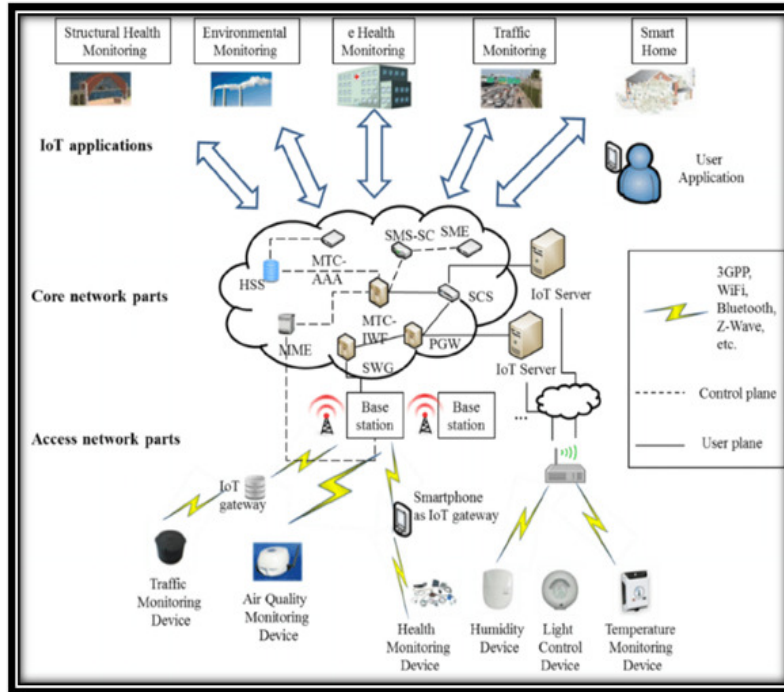 Structural Health
Monitoring
Environmental
Monitoring
e Health
Monitoring
Traffic
Monitoring
Smart
Home
IoT applications
User
Application
SMS-SC
SME
HSS
MTC-
AAA
Core network parts
SCS
IoT Server
MTC-
IWF
MME
PGW
SWG
IoT Server
3GPP,
WiFi,
Bluetooth,
Z-Wave,
etc.
Control plane
User plane
Base
station
Base
station
...
Access network parts
IoT
gateway
Smartphone
as IoT gateway
Traffic
Monitoring
Device
Air Quality
Monitoring
Device
Health
Monitoring
Device
Humidity
Device
Light
Control
Device
Temperature
Monitoring
Device